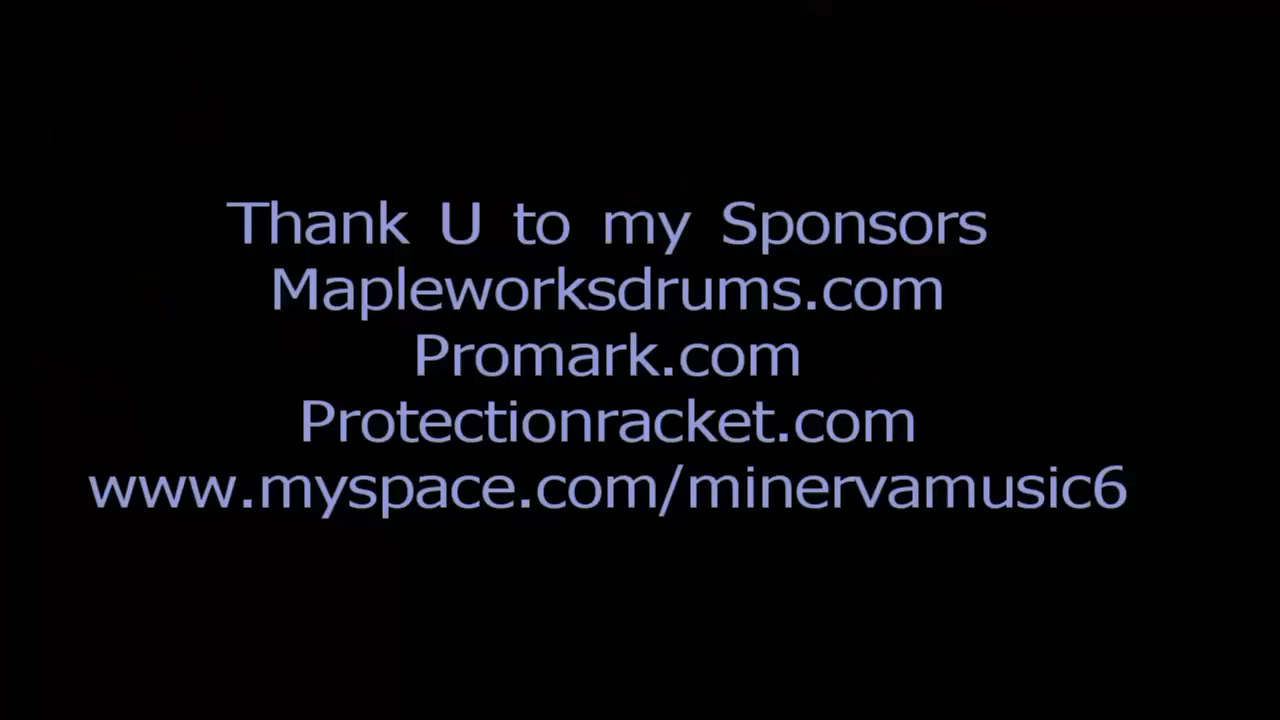 Thank U to my Sponsors
Mapleworksdrums.com
Promark.com
Protectionracket.com
www.myspace.com/minervamusic6